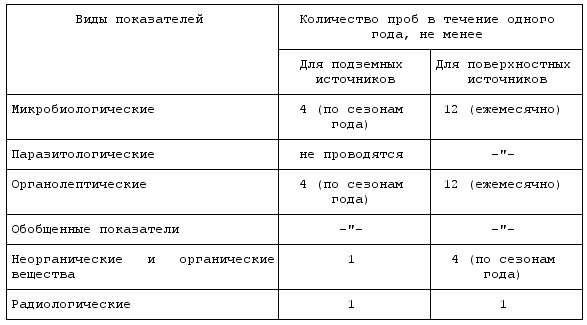 Виды показателей
Количество проб в течение одного
года, не менее
Для подземных
источников
Для поверхностных
источников
Микробиологические
4 (по сезонам
года)
12 (ежемесячно)
Паразитологические
не проводятся
-"-
Органолептические
4 (по сезонам
года)
12 (ежемесячно)
Обобщенные показатели
-"-
-"-
Неорганические и органические
вещества
1
4 (по сезонам
года)
Радиологические
1
1